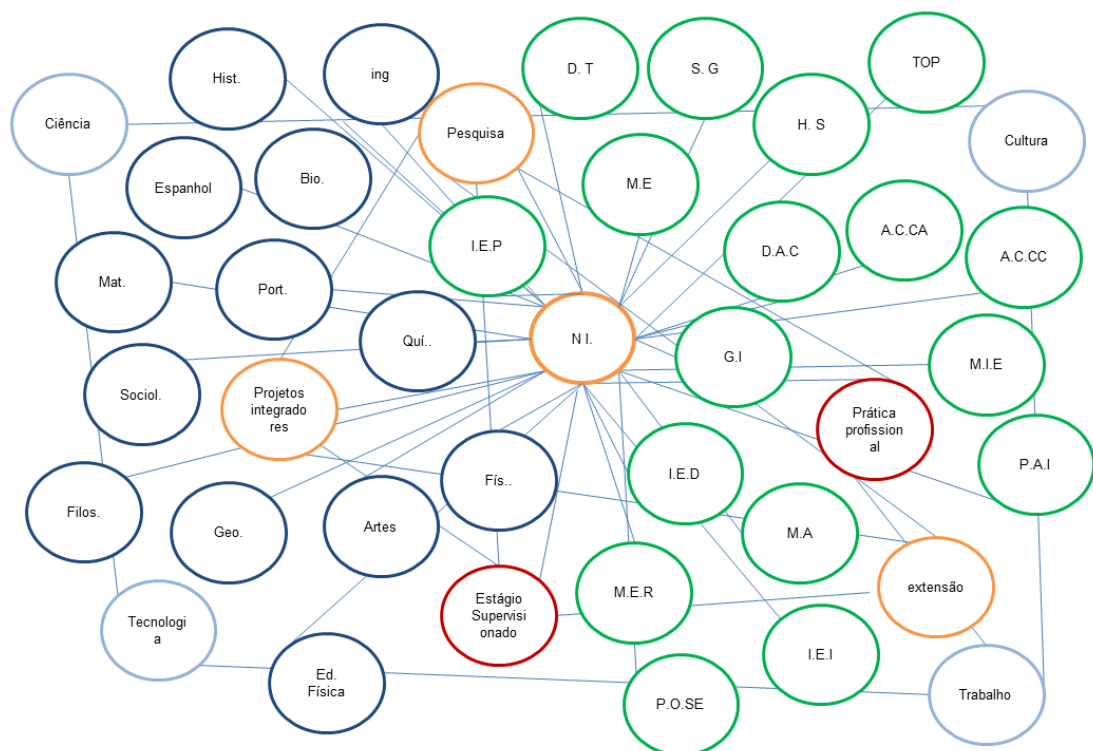 Hist.
ing
D. T
S. G
TOP
Ciência
Pesquisa
H. S
Cultura
Espanhol
Bio.
M.E
I.E.P
D.A.C
A.C.CA
A.C.CC
Mat.
Port.
Quí..
N I.
G.I
M.I.E
Sociol.
Projetos
integrado
res
Prática
profission
al
Filos.
Geo.
Artes
Fís..
I.E.D
M.A
P.A.I
Tecnologi
a
Estágio
Supervisi
onado
M.E.R
extensão
Ed.
Física
P.O.SE
I.E.I
Trabalho